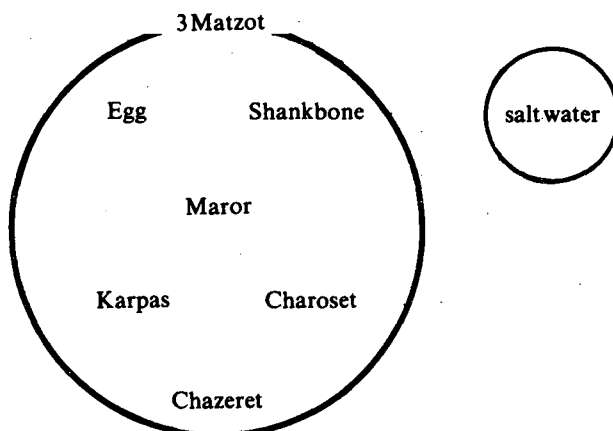 3 Matzot
Egg Shankbone
salt water
Maror
Karpas Charoset
Chazeret